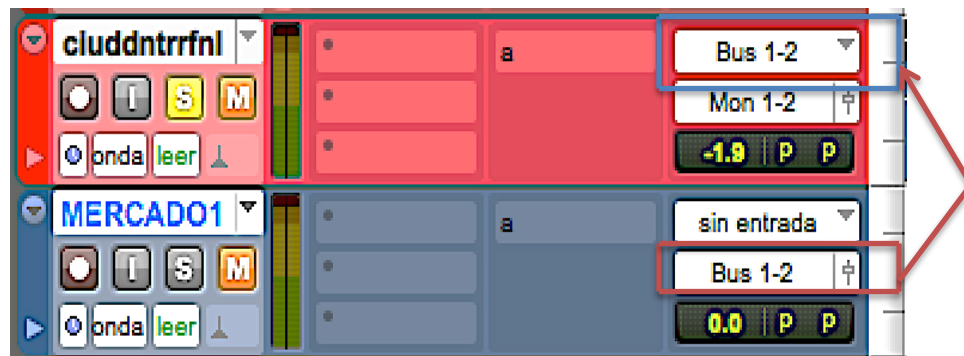 cluddntrrfnl a Bus 1-2
I S M Mon 1-2
onda leer -1.9 P P
MERCADO1 a sin entrada
I S M Bus 1-2
onda leer 0.0 P P